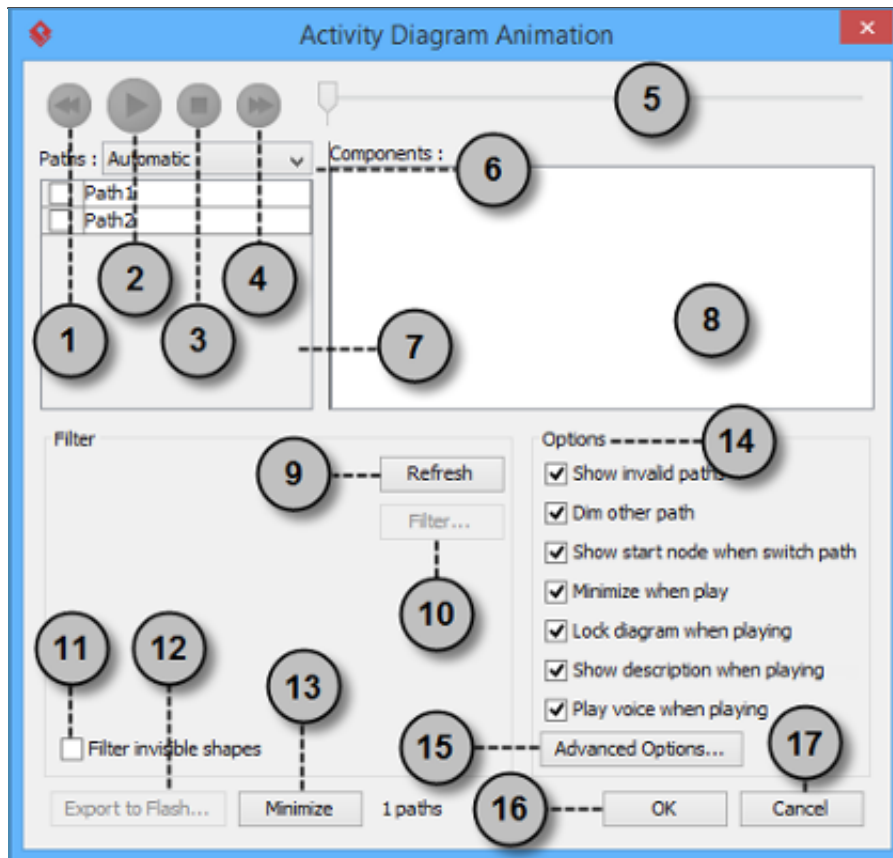 Activity Diagram Animation
5
Paths : Automatic
Components :
6
Path1
Path2
2
4
1
3
7
8
Filter
Options
14
9
Refresh
Show invalid paths
Filter...
Dim other path
Show start node when switch path
10
Minimize when play
11
12
Lock diagram when playing
13
Show description when playing
Play voice when playing
15
17
Filter invisible shapes
Advanced Options...
Export to Flash...
Minimize
1 paths
16
OK
Cancel